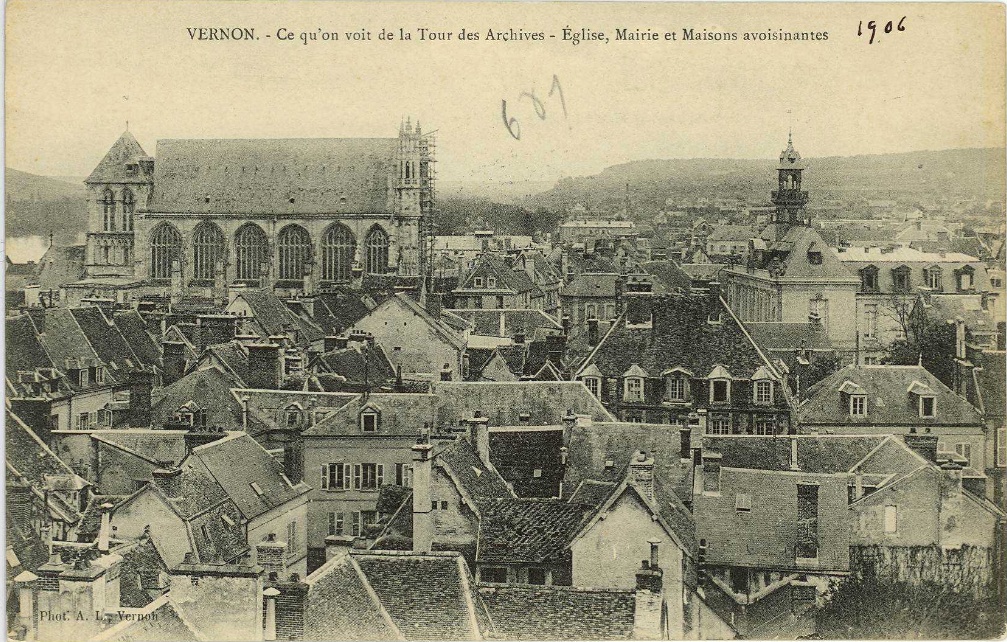 VERNON. - Ce qu'on voit de la Tour des Archives - Église, Mairie et Maisons avoisinantes
1906
681
Phot. A. L., Vernon